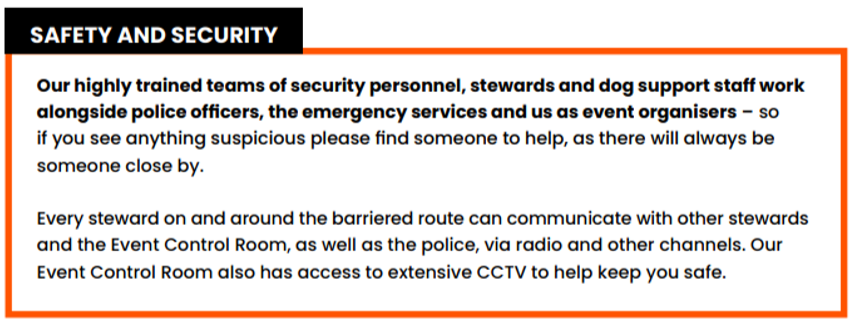 SAFETY AND SECURITY
Our highly trained teams of security personnel, stewards and dog support staff work
alongside police officers, the emergency services and us as event organisers – so
if you see anything suspicious please find someone to help, as there will always be
someone close by.
Every steward on and around the barriered route can communicate with other stewards
and the Event Control Room, as well as the police, via radio and other channels. Our
Event Control Room also has access to extensive CCTV to help keep you safe.